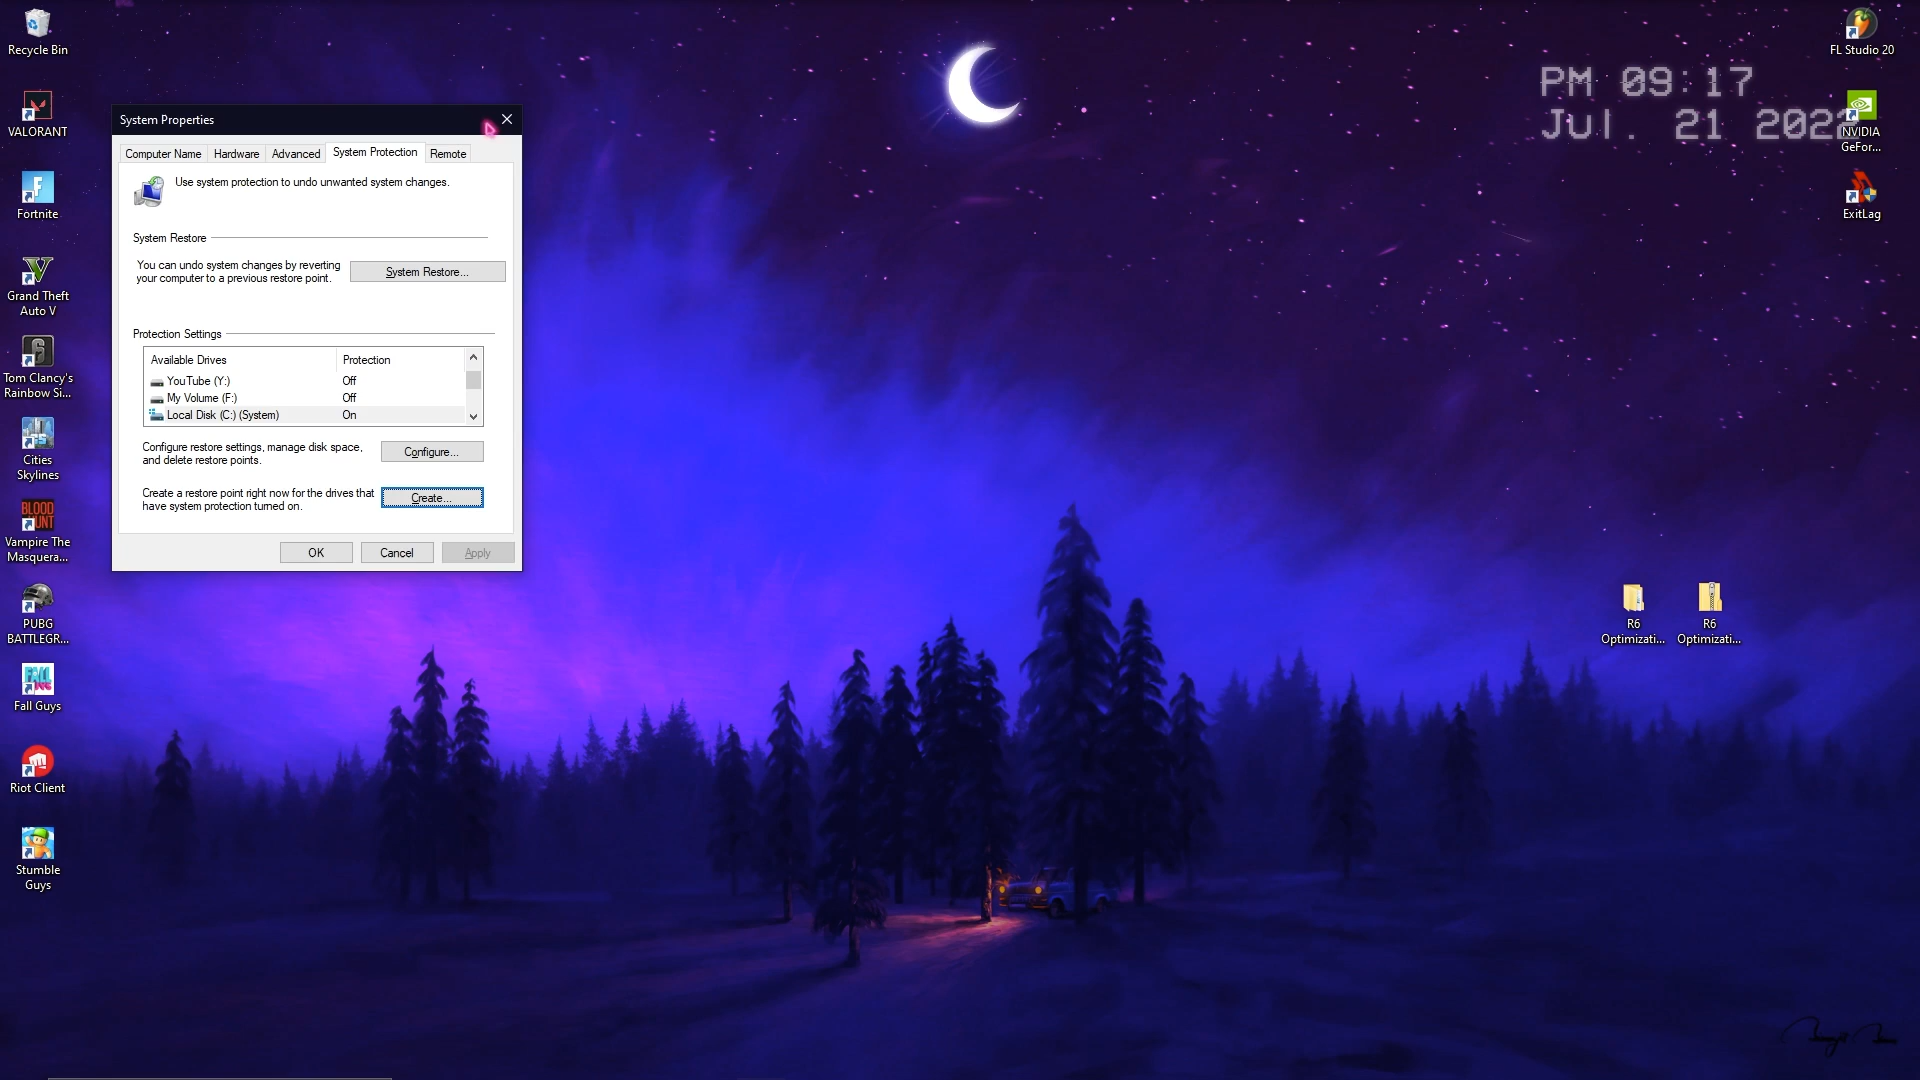 Recycle Bin
VALORANT
Fortnite
Grand Theft
Auto V
Tom Clancy's
Rainbow Si...
Cities
Skylines
BLOOD
HUNT
Vampire The
Masquera...
PUBG
BATTLEGR...
FALL
Fall Guys
Riot Client
Stumble
Guys
System Properties
Computer Name
Hardware
Advanced
System Protection
Remote
Use system protection to undo unwanted system changes.
System Restore
You can undo system changes by reverting
your computer to a previous restore point.
System Restore...
Protection Settings
Available Drives
Protection
YouTube (Y:)
Off
My Volume (F:)
Off
Local Disk (C:) (System)
On
Configure restore settings, manage disk space,
and delete restore points.
Configure...
Create a restore point right now for the drives that
have system protection turned on.
Create...
OK
Cancel
Apply
PM 09:17
Jul. 21 2022
FL Studio 20
NVIDIA
GeFor...
ExitLag
R6
Optimizati...
R6
Optimizati...